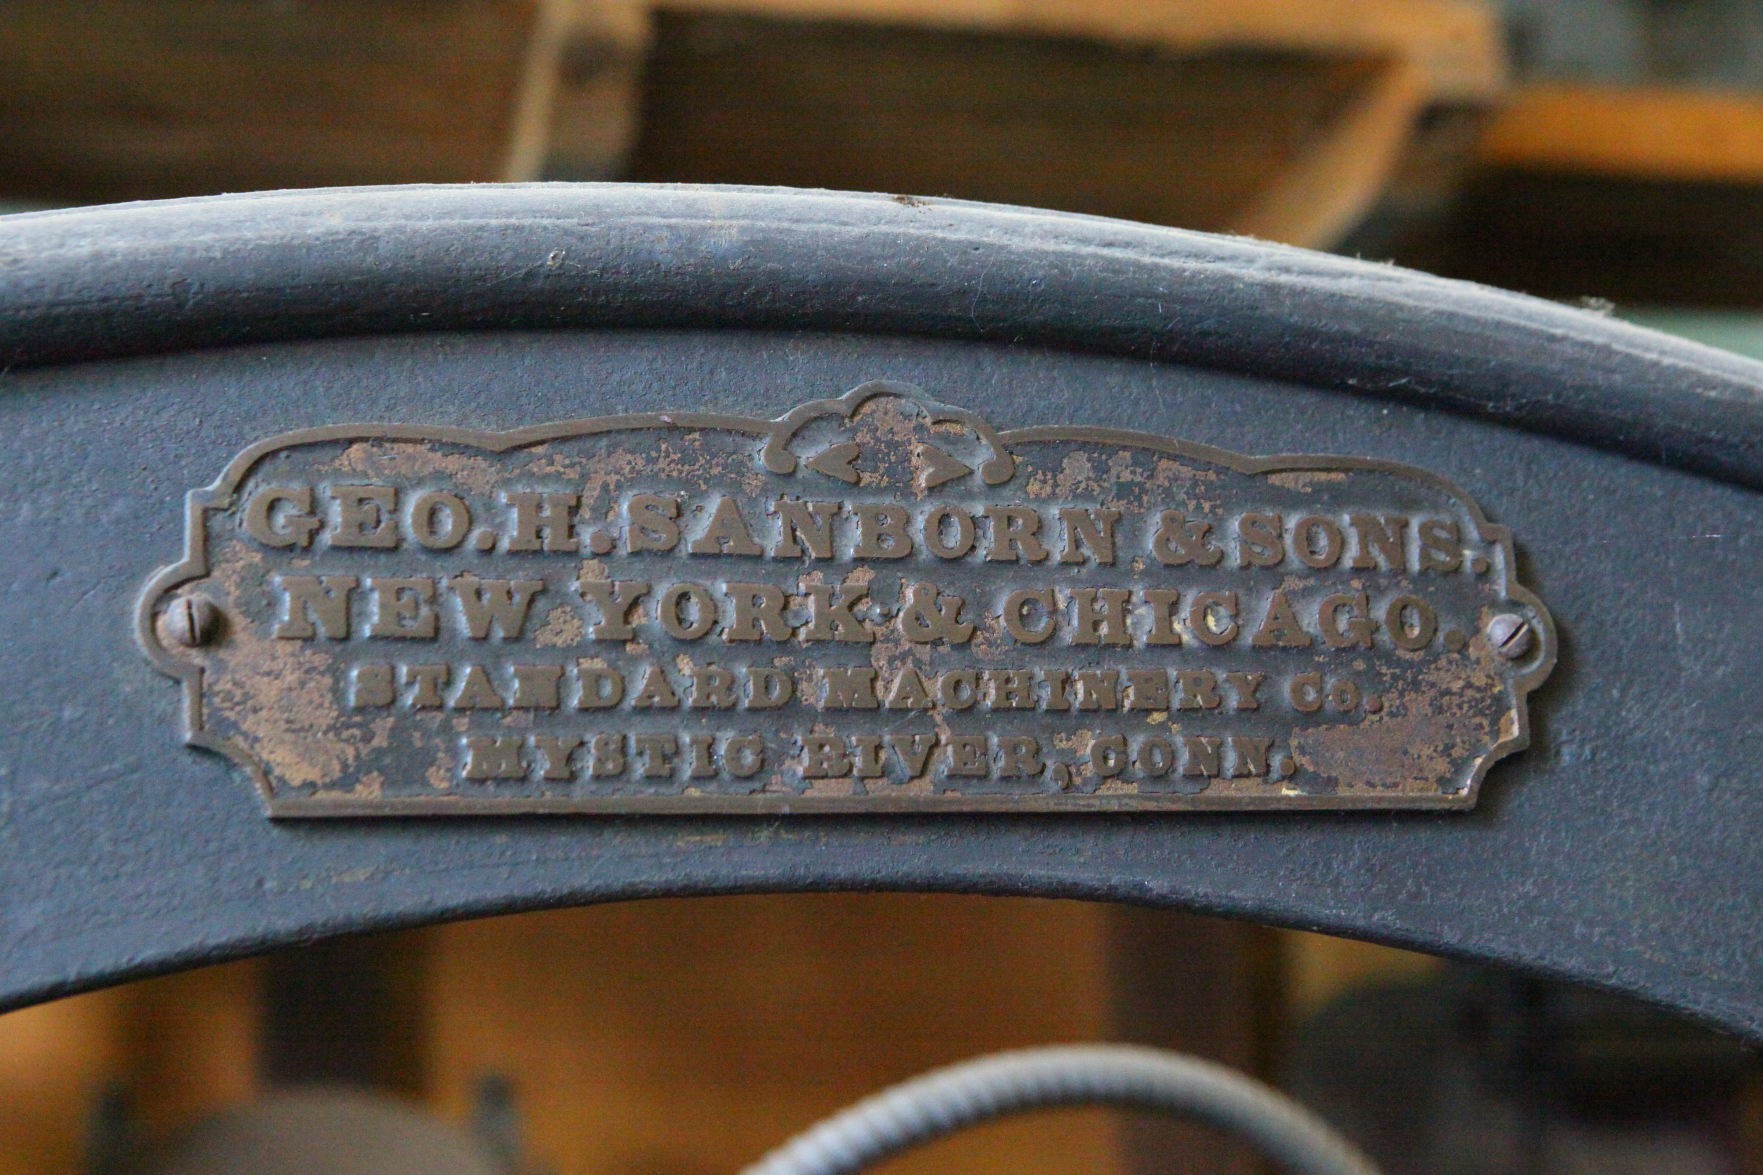 GEO. H. SANBORN & SONS.
NEW YORK & CHICAGO.
STANDARD MACHINERY CO.
MYSTIC RIVER, CONN.